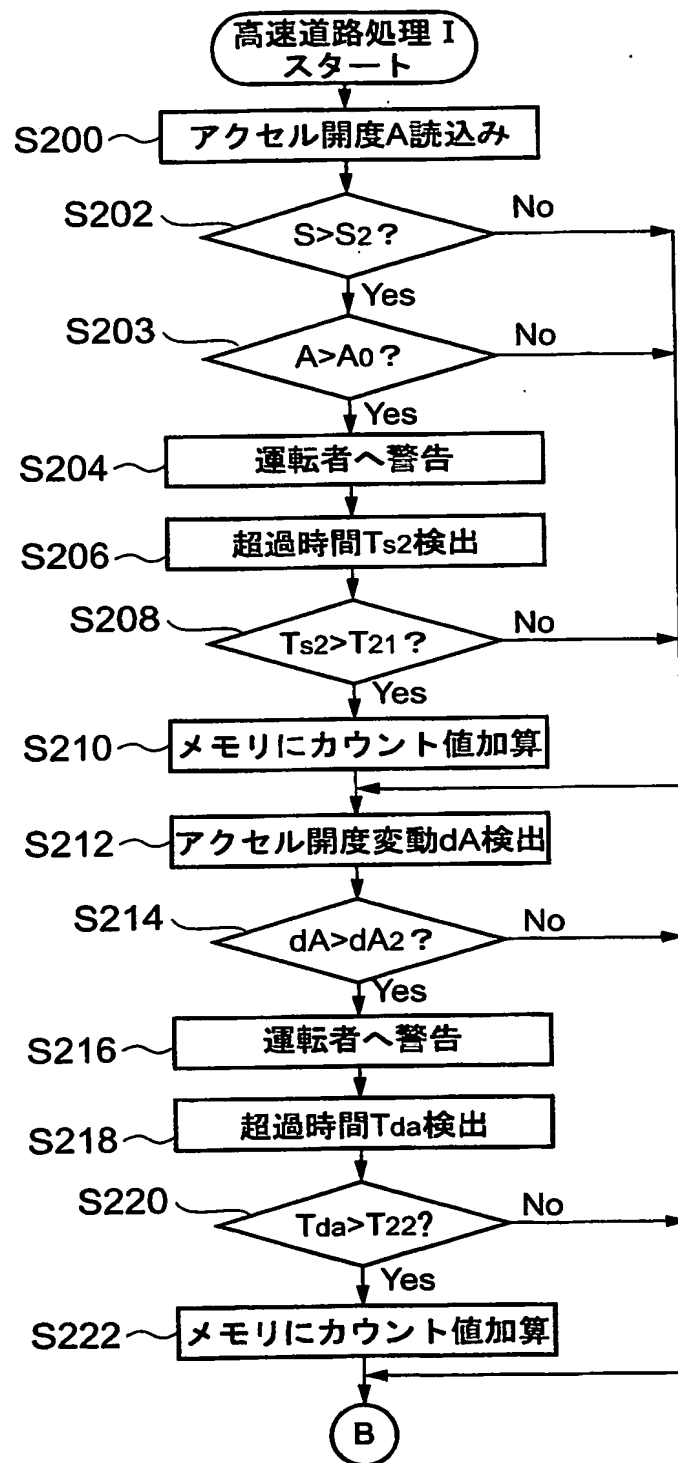 高速道路処理 I
スタート
S200
アクセル開度A読込み
S202
S>S2?
No
Yes
S203
A>A0?
No
Yes
S204
運転者へ警告
S206
超過時間Ts2検出
S208
Ts2>T21?
No
Yes
S210
メモリにカウント値加算
S212
アクセル開度変動dA検出
S214
dA>dA2?
No
Yes
S216
運転者へ警告
S218
超過時間Tda検出
S220
Tda>T22?
No
Yes
S222
メモリにカウント値加算
B